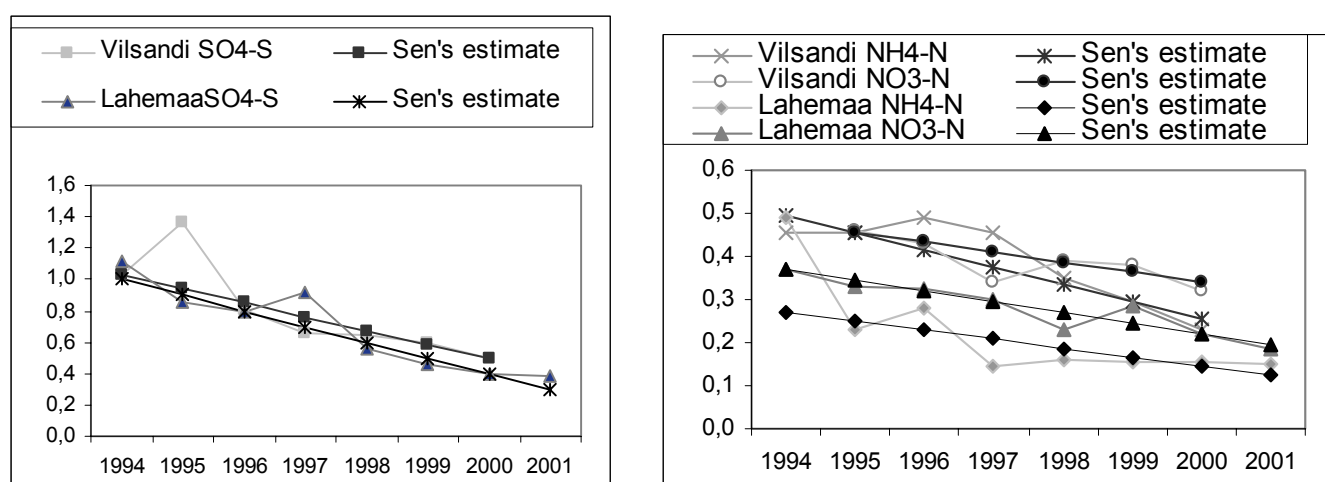 Vilsandi SO4-S Sen's estimate
LahemaaSO4-S Sen's estimate
1,6
1,4
1,2
1,0
0,8
0,6
0,4
0,2
0,0
1994 1995 1996 1997 1998 1999 2000 2001
Vilsandi NH4-N Sen's estimate
Vilsandi NO3-N Sen's estimate
Lahemaa NH4-N Sen's estimate
Lahemaa NO3-N Sen's estimate
0,6
0,5
0,4
0,3
0,2
0,1
0,0
1994 1995 1996 1997 1998 1999 2000 2001